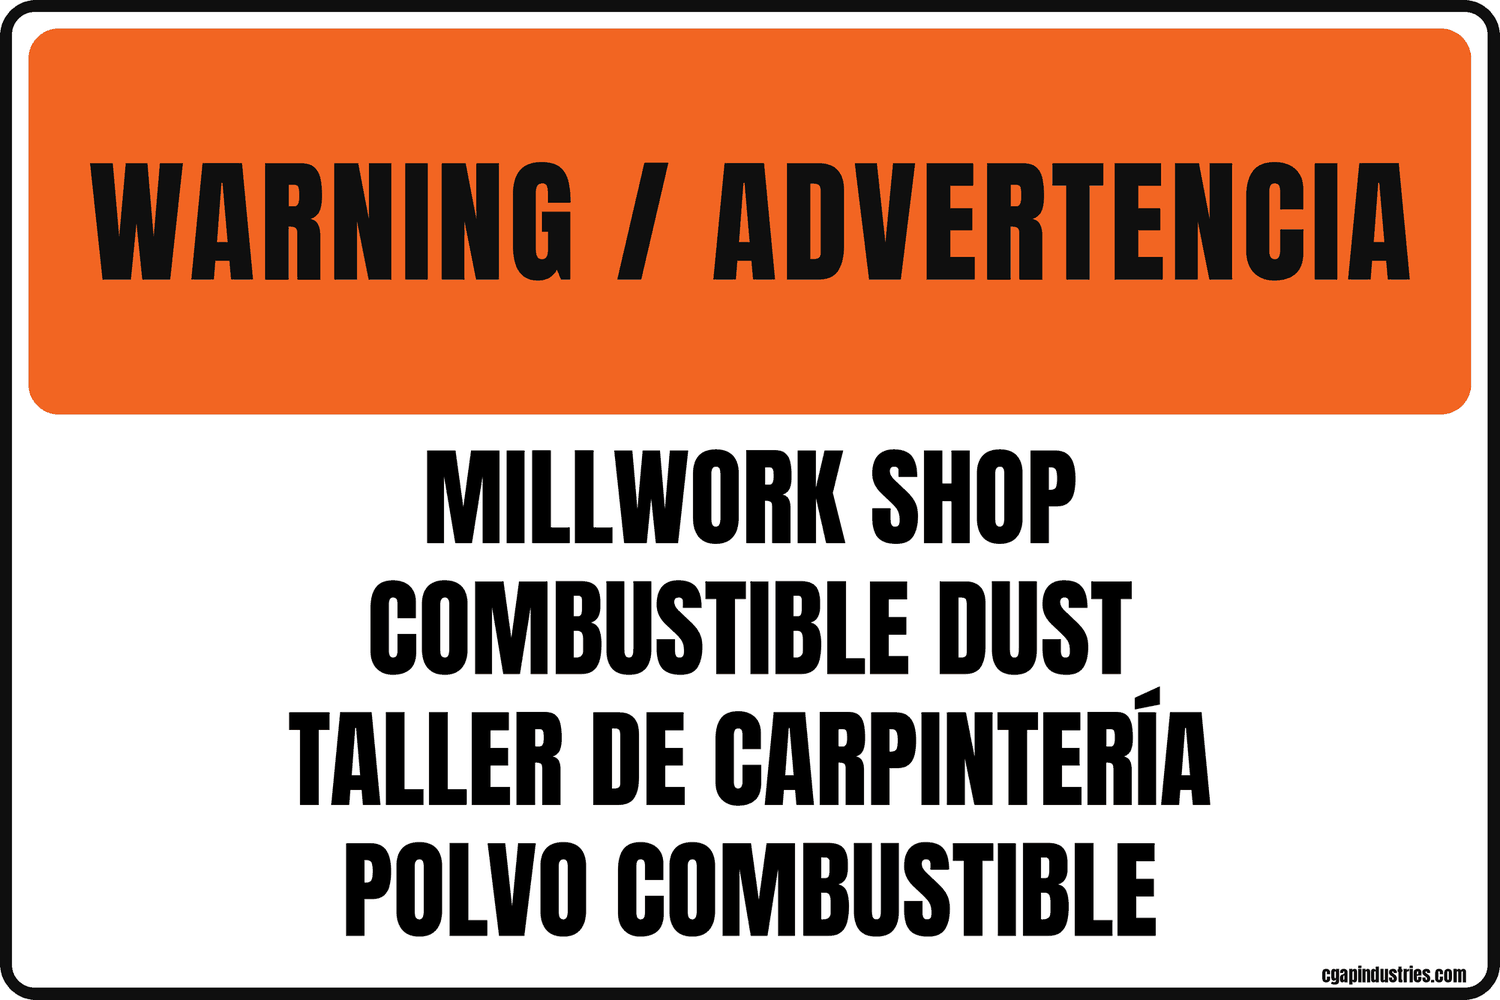 WARNING / ADVERTENCIA
MILLWORK SHOP
COMBUSTIBLE DUST
TALLER DE CARPINTERÍA
POLVO COMBUSTIBLE
cgapindustries.com